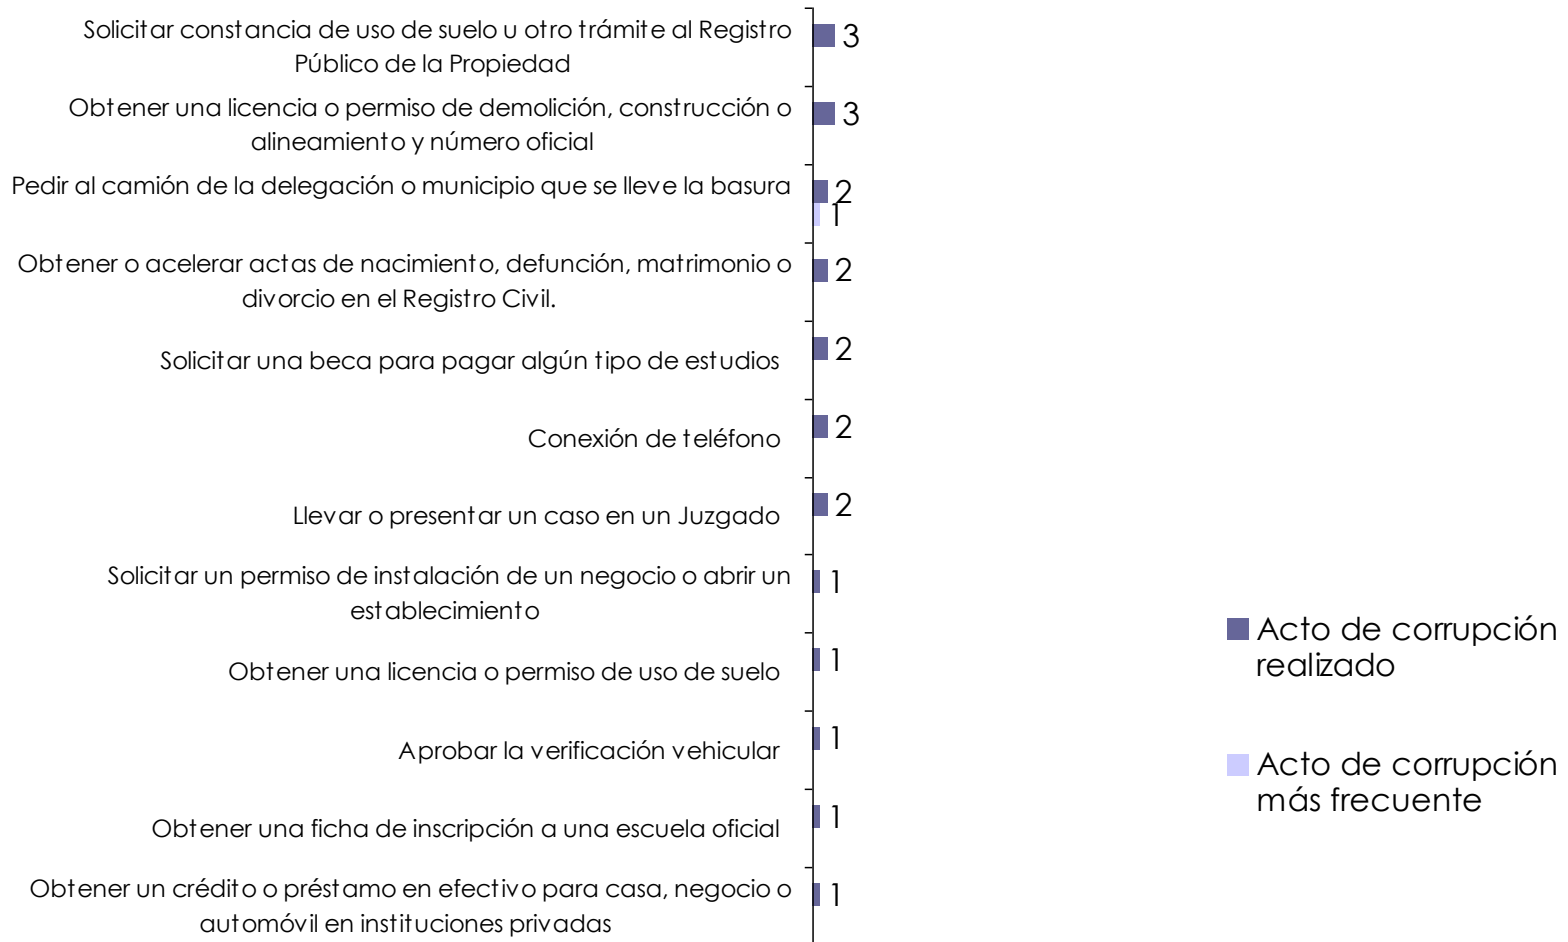 Solicitar constancia de uso de suelo u otro trámite al Registro
Público de la Propiedad
3
Obtener una licencia o permiso de demolición, construcción o
alineamiento y número oficial
3
Pedir al camión de la delegación o municipio que se lleve la basura
2
1
Obtener o acelerar actas de nacimiento, defunción, matrimonio o
divorcio en el Registro Civil.
2
Solicitar una beca para pagar algún tipo de estudios
2
Conexión de teléfono
2
Llevar o presentar un caso en un Juzgado
2
Solicitar un permiso de instalación de un negocio o abrir un
establecimiento
1
Obtener una licencia o permiso de uso de suelo
1
Aprobar la verificación vehicular
1
Obtener una ficha de inscripción a una escuela oficial
1
Obtener un crédito o préstamo en efectivo para casa, negocio o
automóvil en instituciones privadas
1
Acto de corrupción
realizado
Acto de corrupción
más frecuente